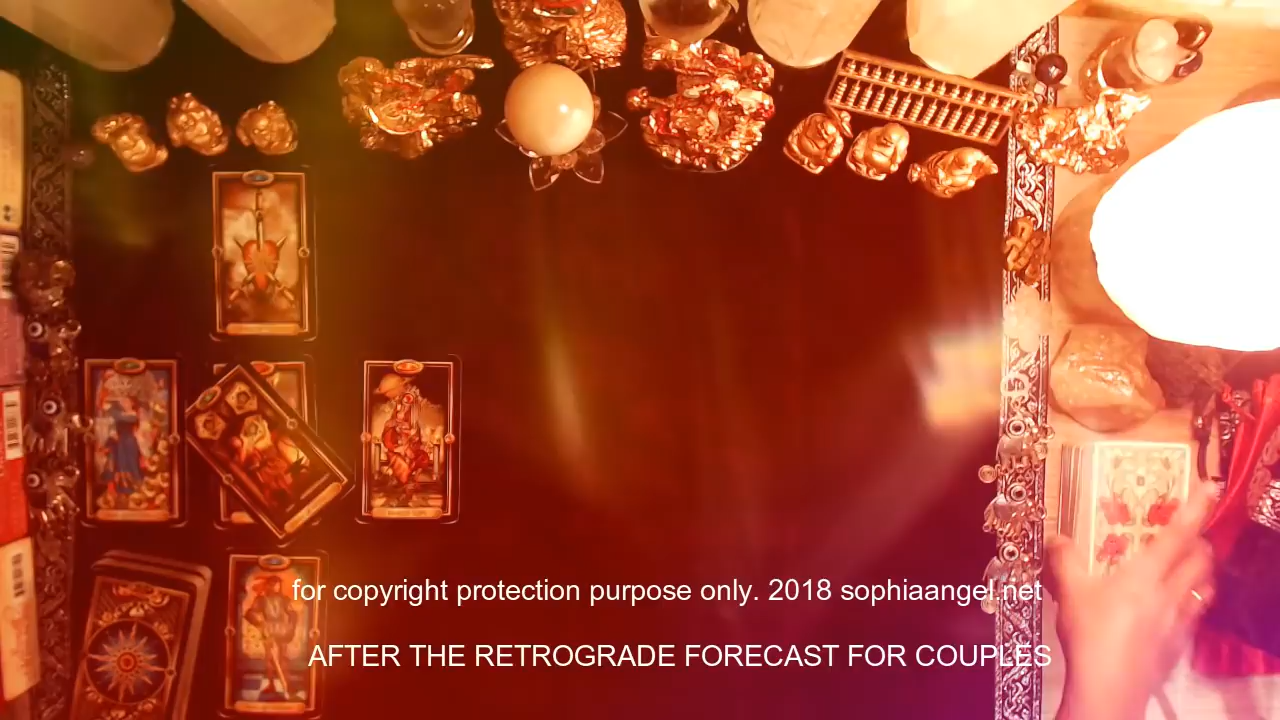 for copyright protection purpose only. 2018 sophiaangel.net
AFTER THE RETROGRADE FORECAST FOR COUPLES